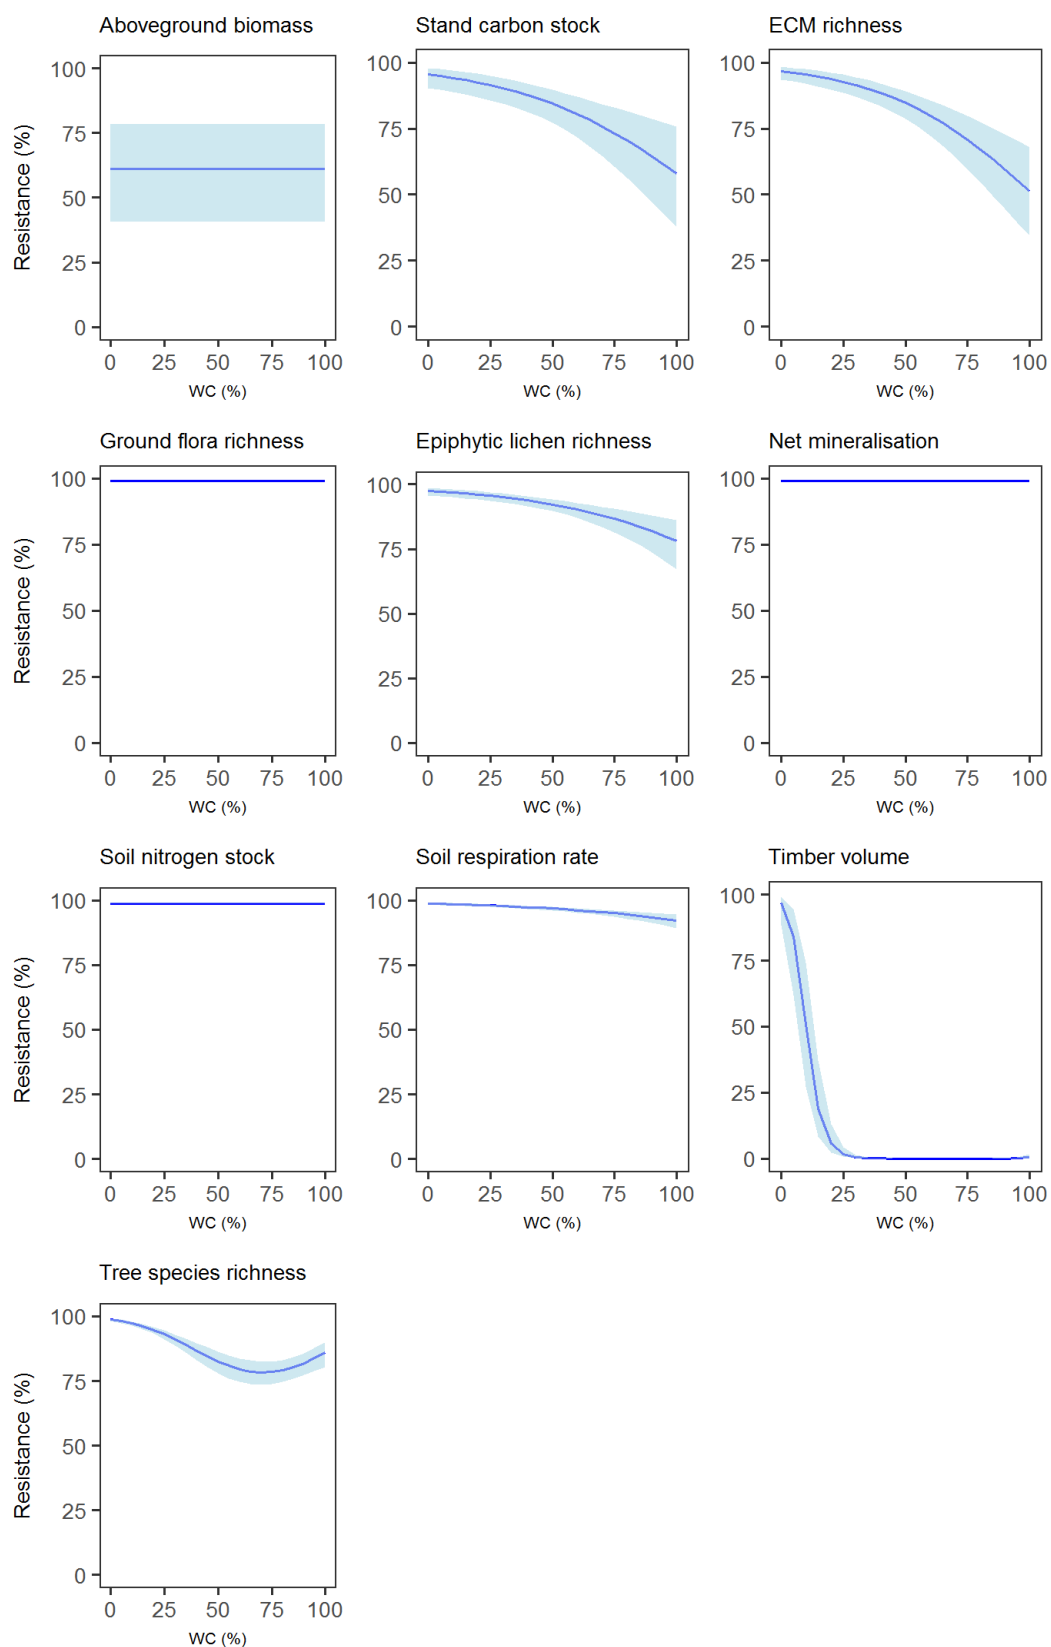 Aboveground biomass
Stand carbon stock
ECM richness
Resistance (%)
100
75
50
25
0
0 25 50 75 100
WC (%)
100
75
50
25
0
0 25 50 75 100
WC (%)
100
75
50
25
0
0 25 50 75 100
WC (%)
Ground flora richness
Epiphytic lichen richness
Net mineralisation
Resistance (%)
100
75
50
25
0
0 25 50 75 100
WC (%)
100
75
50
25
0
0 25 50 75 100
WC (%)
100
75
50
25
0
0 25 50 75 100
WC (%)
Soil nitrogen stock
Soil respiration rate
Timber volume
Resistance (%)
100
75
50
25
0
0 25 50 75 100
WC (%)
100
75
50
25
0
0 25 50 75 100
WC (%)
100
75
50
25
0
0 25 50 75 100
WC (%)
Tree species richness
Resistance (%)
100
75
50
25
0
0 25 50 75 100
WC (%)